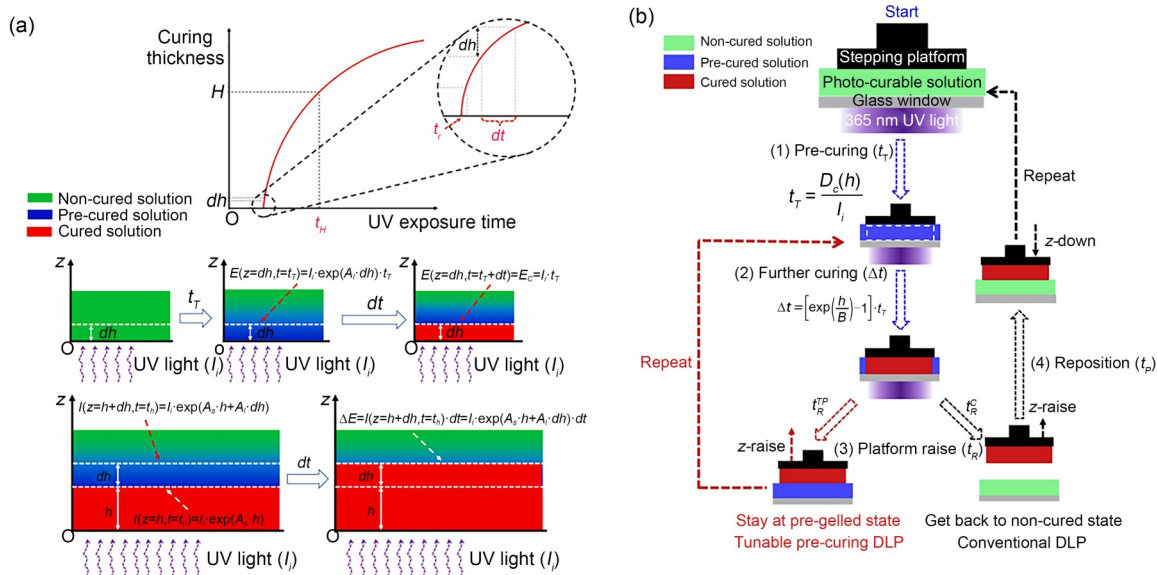 (a)
Curing
thickness
H
dh
O
t_H
UV exposure time
dh
t_r
dt
Non-cured solution
Pre-cured solution
Cured solution
z
dh
O
UV light (I_i)
t_T
z
E(z=dh,t=t_T)=I_i·exp(A_l·dh)·t_T
dh
O
UV light (I_i)
dt
z
E(z=dh,t=t_T+dt)=E_C=I_i·t_T
dh
O
UV light (I_i)
z
I(z=h+dh,t=t_h)=I_i·exp(A_s·h+A_l·dh)
dh
h
I(z=h,t=t_h)=I_i·exp(A_s·h)
O
UV light (I_i)
dt
z
ΔE=I(z=h+dh,t=t_h)·dt=I_i·exp(A_s·h+A_l·dh)·dt
dh
h
O
UV light (I_i)
(b)
Start
Non-cured solution
Pre-cured solution
Cured solution
Stepping platform
Photo-curable solution
Glass window
365 nm UV light
(1) Pre-curing (t_T)
t_T = D_c(h) / I_i
Repeat
z-down
(2) Further curing (Δt)
Δt=[exp(h/B)−1]·t_T
Repeat
(4) Reposition (t_P)
t_R^TP
t_R^C
z-raise
z-raise
(3) Platform raise (t_R)
Stay at pre-gelled state
Tunable pre-curing DLP
Get back to non-cured state
Conventional DLP